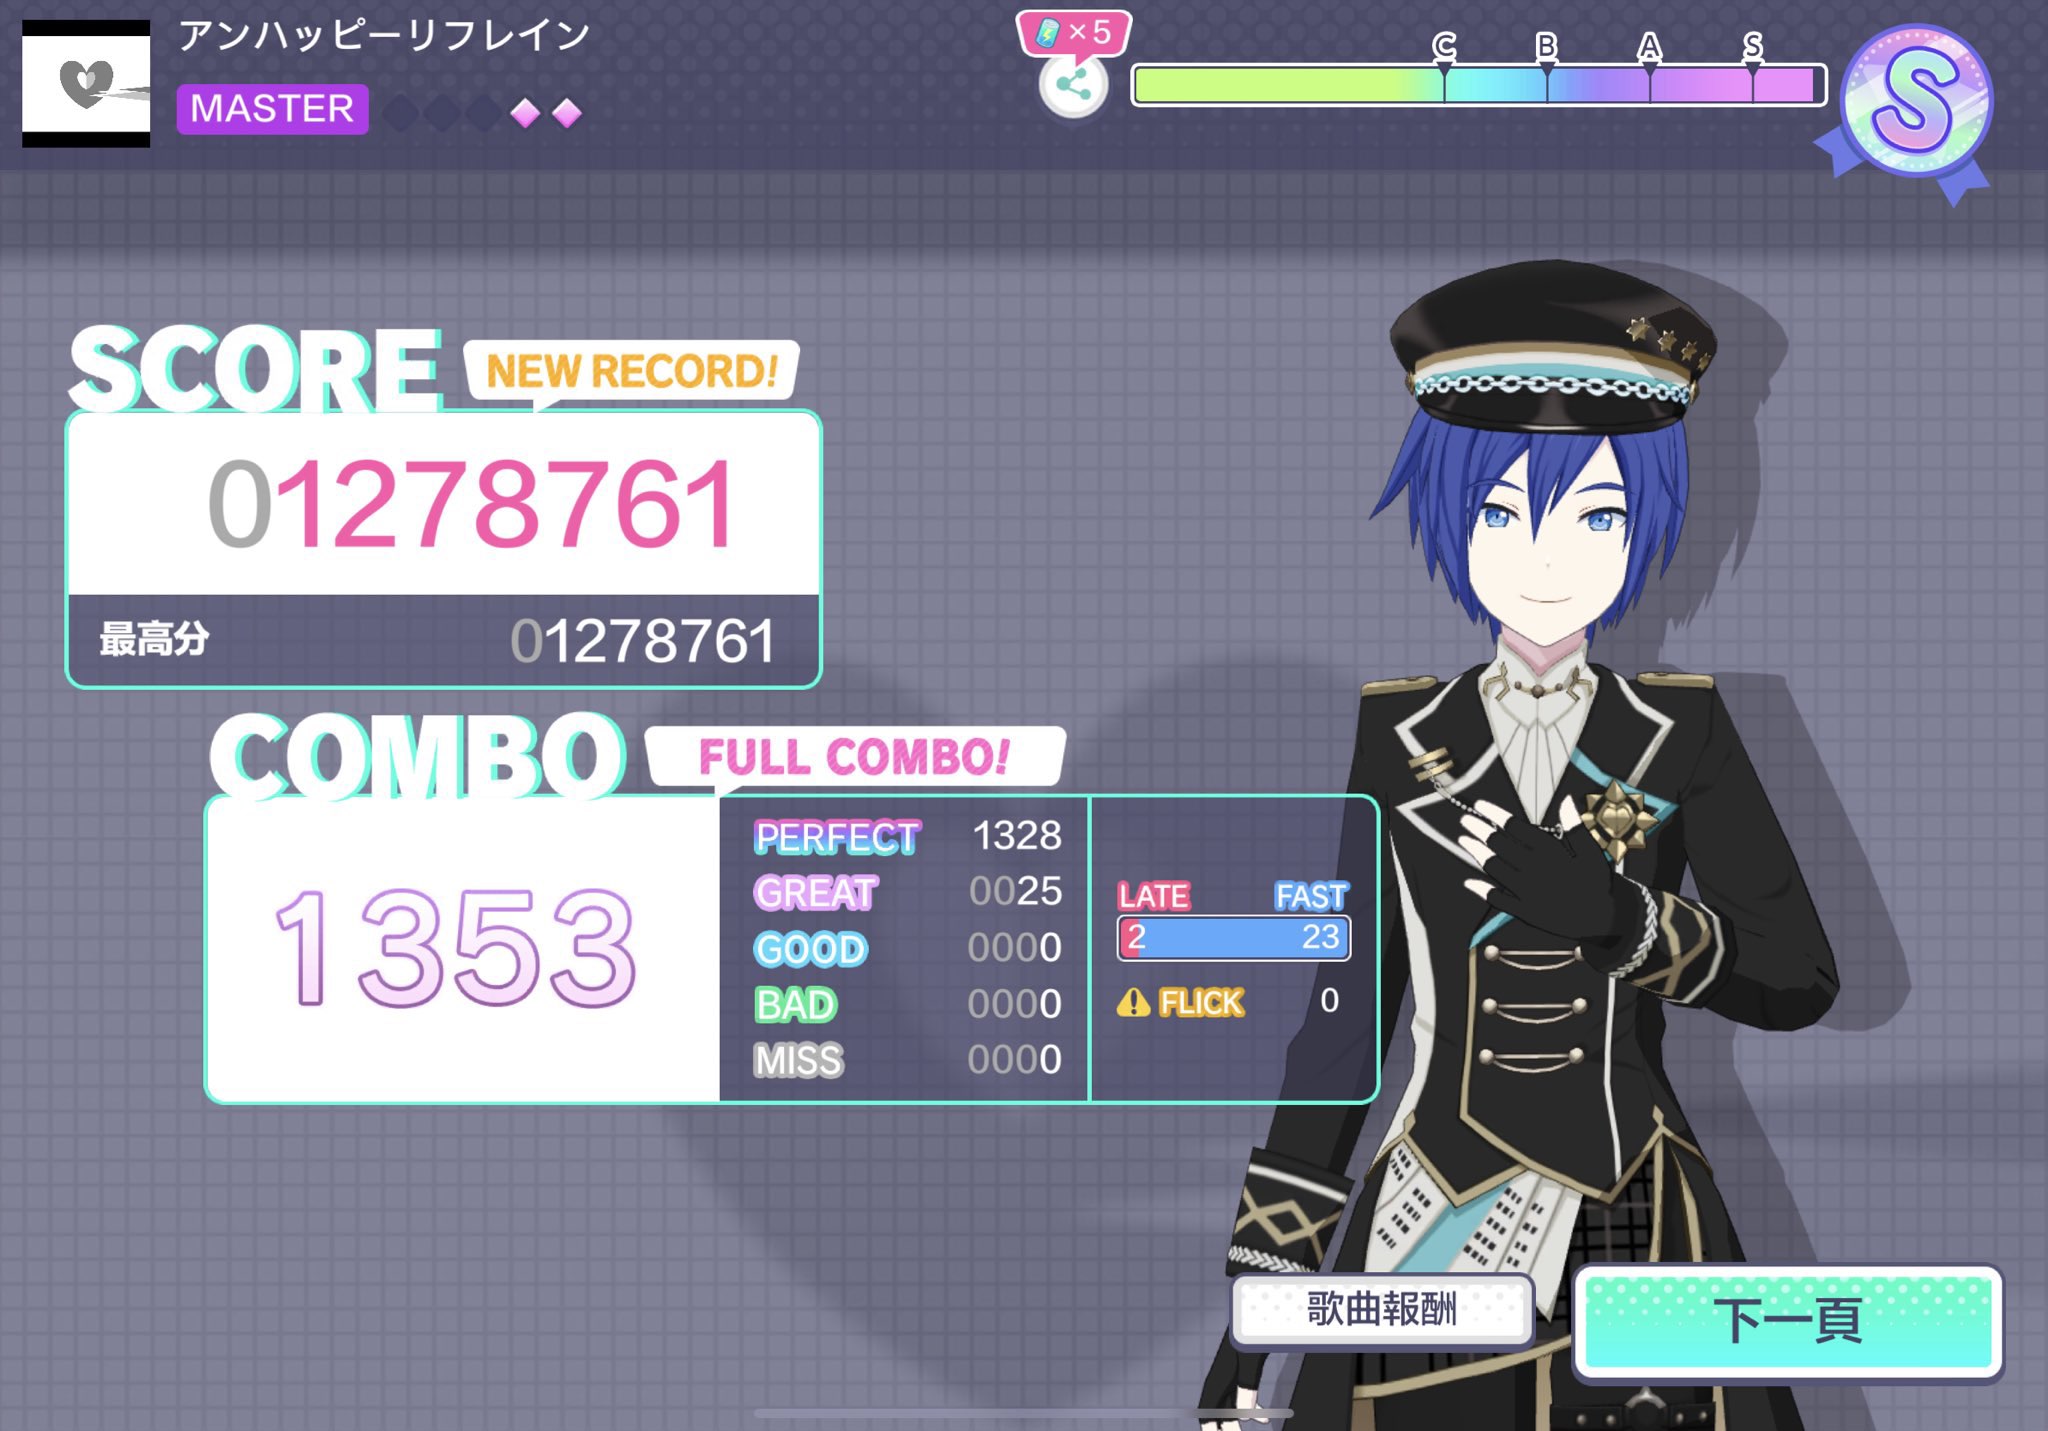 アンハッピーリフレイン
MASTER
×5
C B A S
S
SCORE NEW RECORD!
01278761
最高分 01278761
COMBO FULL COMBO!
1353
PERFECT 1328
GREAT 0025
GOOD 0000
BAD 0000
MISS 0000
LATE FAST
2 23
FLICK 0
歌曲報酬
下一頁